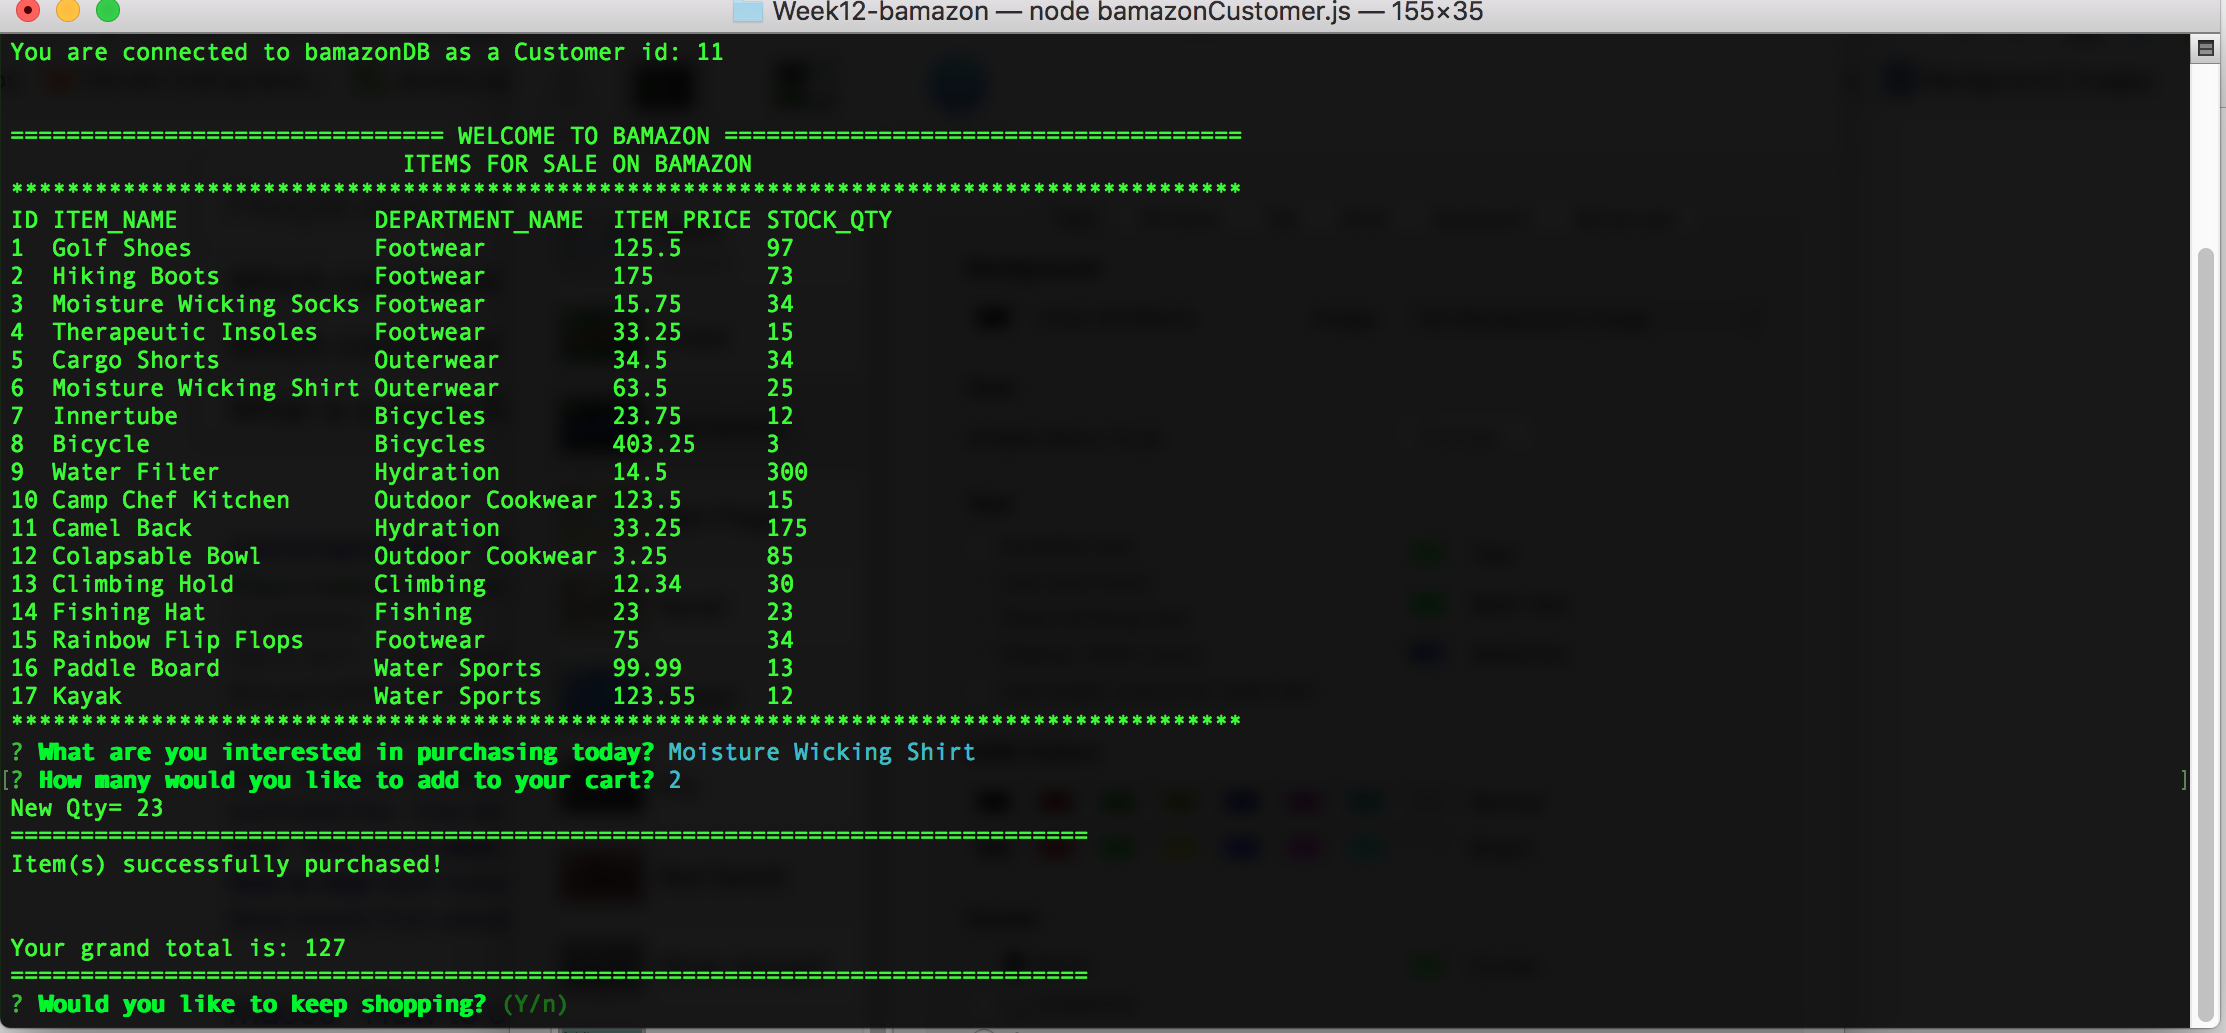 Week12-bamazon — node bamazonCustomer.js — 155×35
You are connected to bamazonDB as a Customer id: 11
=============================== WELCOME TO BAMAZON =====================================
ITEMS FOR SALE ON BAMAZON
****************************************************************************************
ID ITEM_NAME DEPARTMENT_NAME ITEM_PRICE STOCK_QTY
1 Golf Shoes Footwear 125.5 97
2 Hiking Boots Footwear 175 73
3 Moisture Wicking Socks Footwear 15.75 34
4 Therapeutic Insoles Footwear 33.25 15
5 Cargo Shorts Outerwear 34.5 34
6 Moisture Wicking Shirt Outerwear 63.5 25
7 Innertube Bicycles 23.75 12
8 Bicycle Bicycles 403.25 3
9 Water Filter Hydration 14.5 300
10 Camp Chef Kitchen Outdoor Cookwear 123.5 15
11 Camel Back Hydration 33.25 175
12 Colapsable Bowl Outdoor Cookwear 3.25 85
13 Climbing Hold Climbing 12.34 30
14 Fishing Hat Fishing 23 23
15 Rainbow Flip Flops Footwear 75 34
16 Paddle Board Water Sports 99.99 13
17 Kayak Water Sports 123.55 12
****************************************************************************************
? What are you interested in purchasing today? Moisture Wicking Shirt
[? How many would you like to add to your cart? 2 ]
New Qty= 23
=============================================================================
Item(s) successfully purchased!
Your grand total is: 127
=============================================================================
? Would you like to keep shopping? (Y/n)